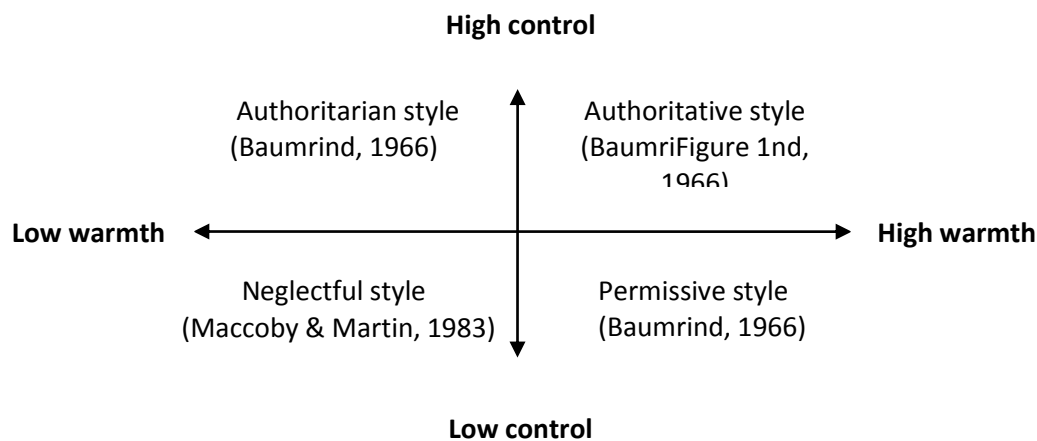 High control
Authoritarian style
(Baumrind, 1966)
Authoritative style
(BaumriFigure 1nd,
1966)
Low warmth
High warmth
Neglectful style
(Maccoby & Martin, 1983)
Permissive style
(Baumrind, 1966)
Low control